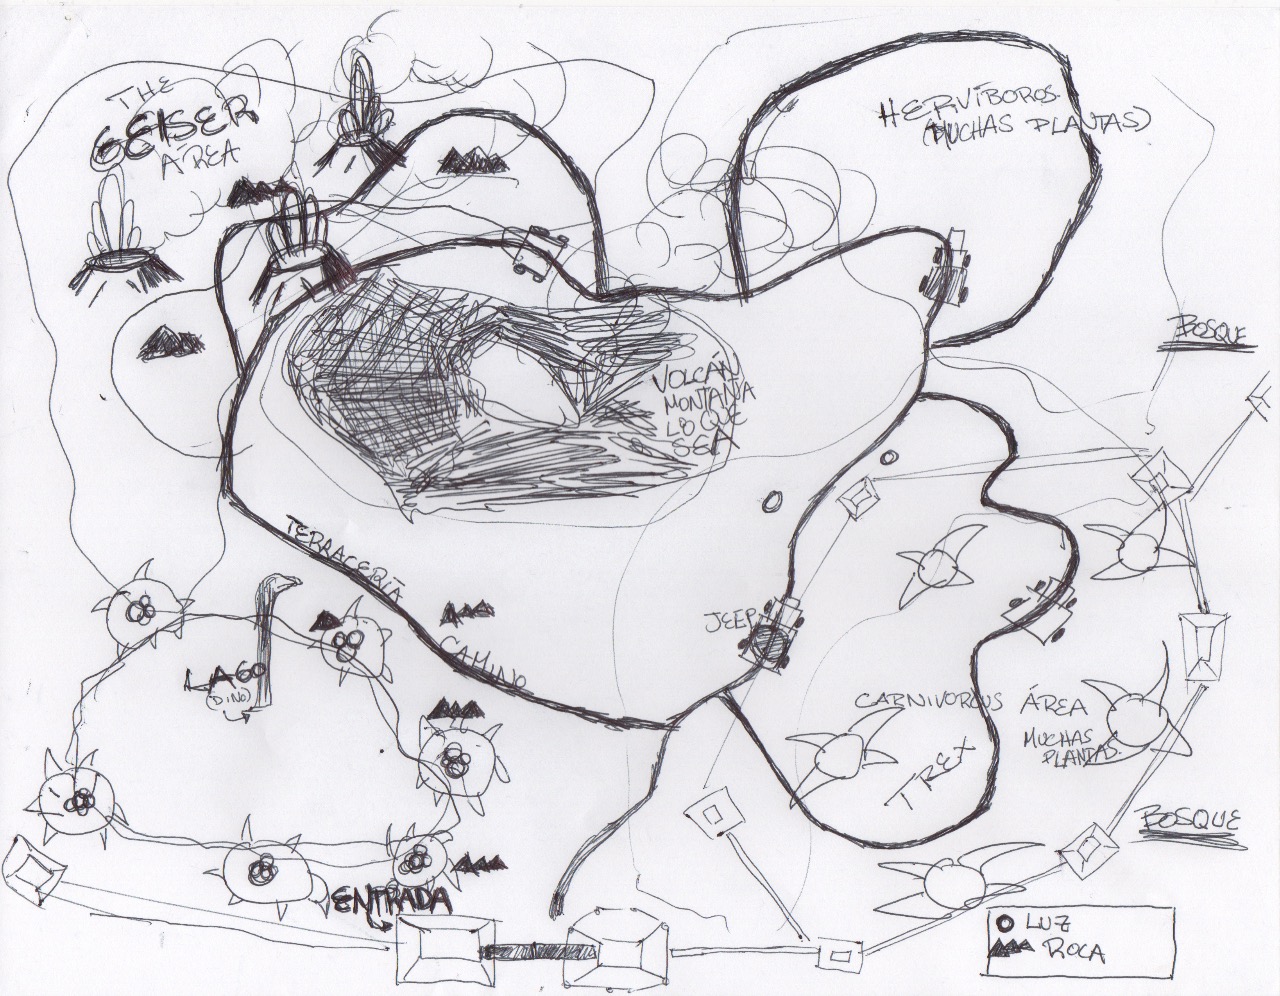 THE
GEISER
ÁREA
HERVÍBOROS
(MUCHAS PLANTAS)
BOSQUE
VOLCÁN
MONTAÑA
LO QUE
SEA
TERRACERÍA
CAMINO
JEEP
LAGO
(DINO)
CARNIVOROUS ÁREA
MUCHAS
PLANTAS.
TREX
BOSQUE
ENTRADA
LUZ
ROCA